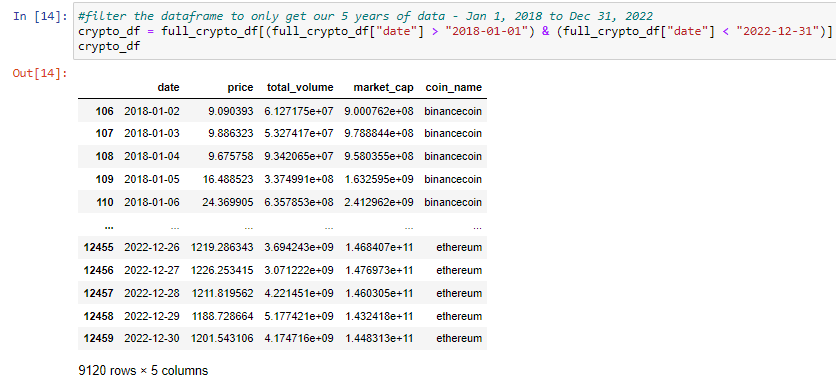 In [14]: #filter the dataframe to only get our 5 years of data - Jan 1, 2018 to Dec 31, 2022
crypto_df = full_crypto_df[(full_crypto_df["date"] > "2018-01-01") & (full_crypto_df["date"] < "2022-12-31")]
crypto_df
Out[14]:
date price total_volume market_cap coin_name
106 2018-01-02 9.090393 6.127175e+07 9.000762e+08 binancecoin
107 2018-01-03 9.886323 5.327417e+07 9.788844e+08 binancecoin
108 2018-01-04 9.675758 9.342065e+07 9.580355e+08 binancecoin
109 2018-01-05 16.488523 3.374991e+08 1.632595e+09 binancecoin
110 2018-01-06 24.369905 6.357853e+08 2.412962e+09 binancecoin
... ... ... ... ... ...
12455 2022-12-26 1219.286343 3.694243e+09 1.468407e+11 ethereum
12456 2022-12-27 1226.253415 3.071222e+09 1.476973e+11 ethereum
12457 2022-12-28 1211.819562 4.221451e+09 1.460305e+11 ethereum
12458 2022-12-29 1188.728664 5.177421e+09 1.432418e+11 ethereum
12459 2022-12-30 1201.543106 4.174716e+09 1.448313e+11 ethereum
9120 rows × 5 columns